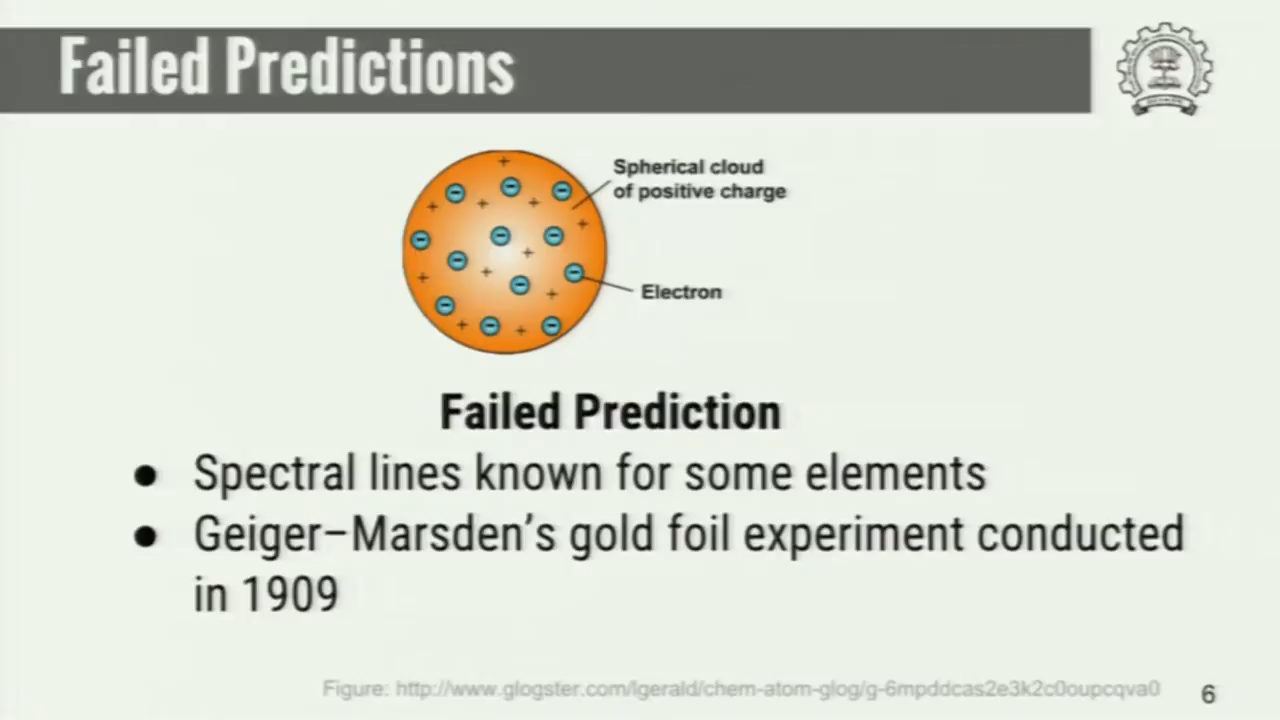 Failed Predictions
Spherical cloud
of positive charge
Electron
Failed Prediction
● Spectral lines known for some elements
● Geiger–Marsden’s gold foil experiment conducted
in 1909
Figure: http://www.glogster.com/lgerald/chem-atom-glog/g-6mpddcas2e3k2c0oupcqva0
6